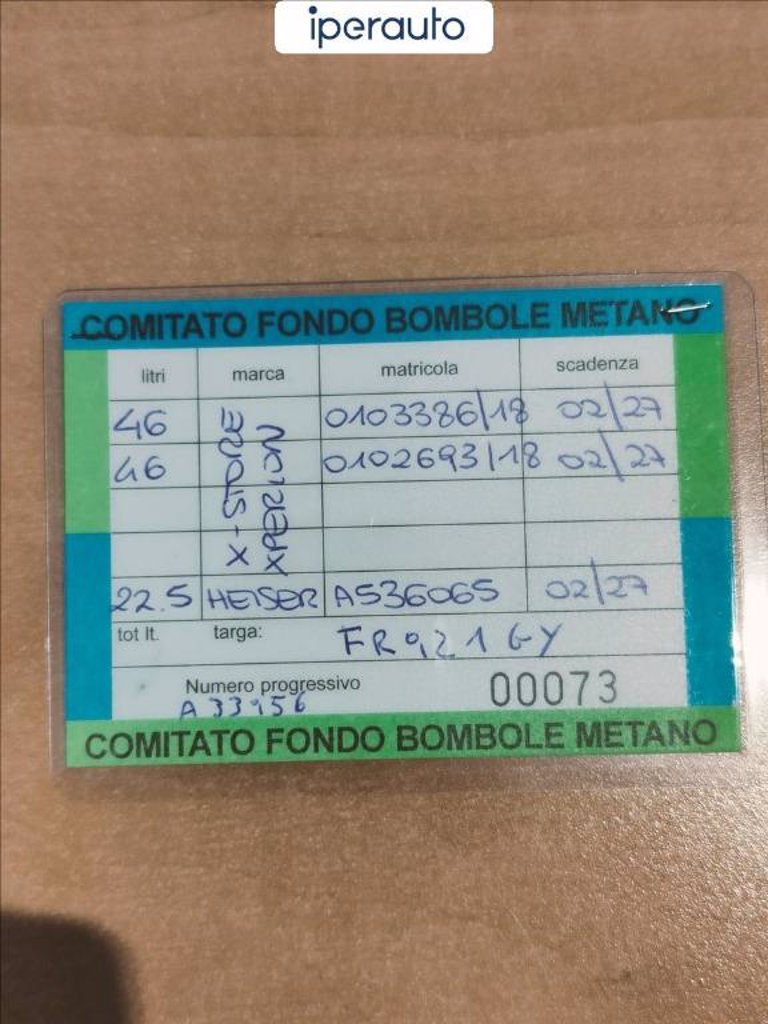 iperauto
COMITATO FONDO BOMBOLE METANO
litri marca matricola scadenza
46 X-STORE XPERION 0103386/18 02/27
46 0102693/18 02/27
22.5 HEISER A536065 02/27
tot lt. targa: FR921GY
Numero progressivo 00073
A33956
COMITATO FONDO BOMBOLE METANO